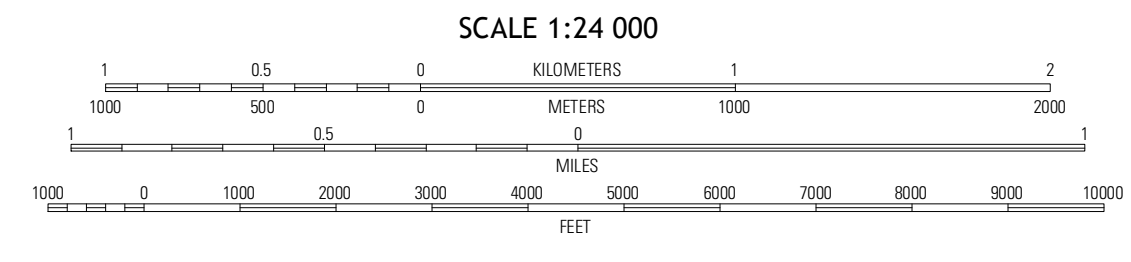 SCALE 1:24 000
1 0.5 0 KILOMETERS 1 2
1000 500 0 METERS 1000 2000
1 0.5 0 1
MILES
1000 0 1000 2000 3000 4000 5000 6000 7000 8000 9000 10000
FEET